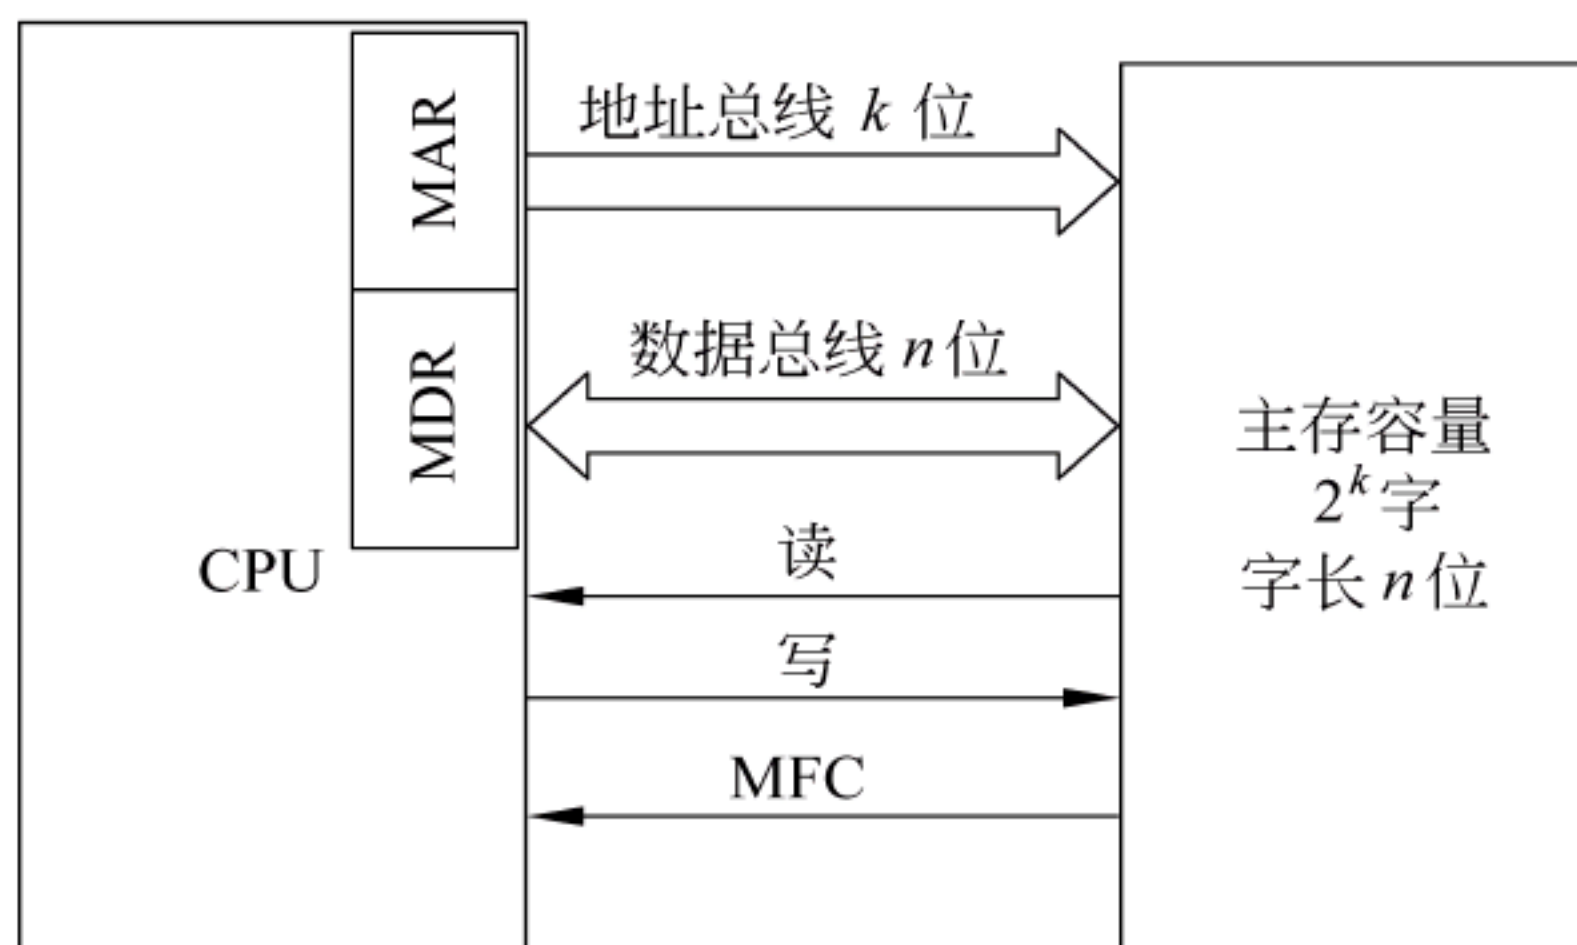 MAR
地址总线 k 位
MDR
数据总线 n 位
CPU
读
写
MFC
主存容量
2^k 字
字长 n 位